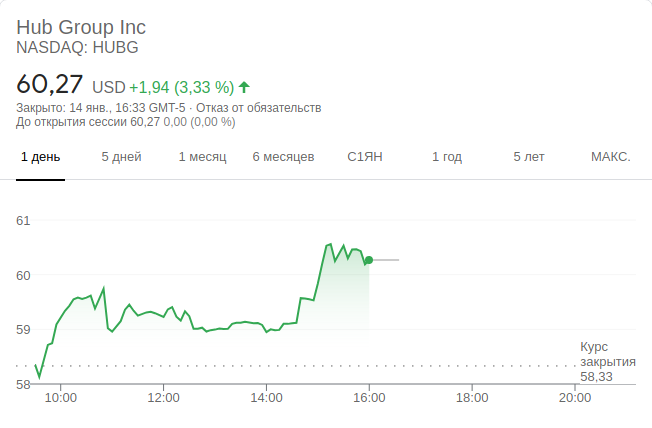 Hub Group Inc
NASDAQ: HUBG
60,27 USD +1,94 (3,33 %)
Закрыто: 14 янв., 16:33 GMT-5 · Отказ от обязательств
До открытия сессии 60,27 0,00 (0,00 %)
1 день 5 дней 1 месяц 6 месяцев С1ЯН 1 год 5 лет МАКС.
61
60
59
58
Курс
закрытия
58,33
10:00 12:00 14:00 16:00 18:00 20:00